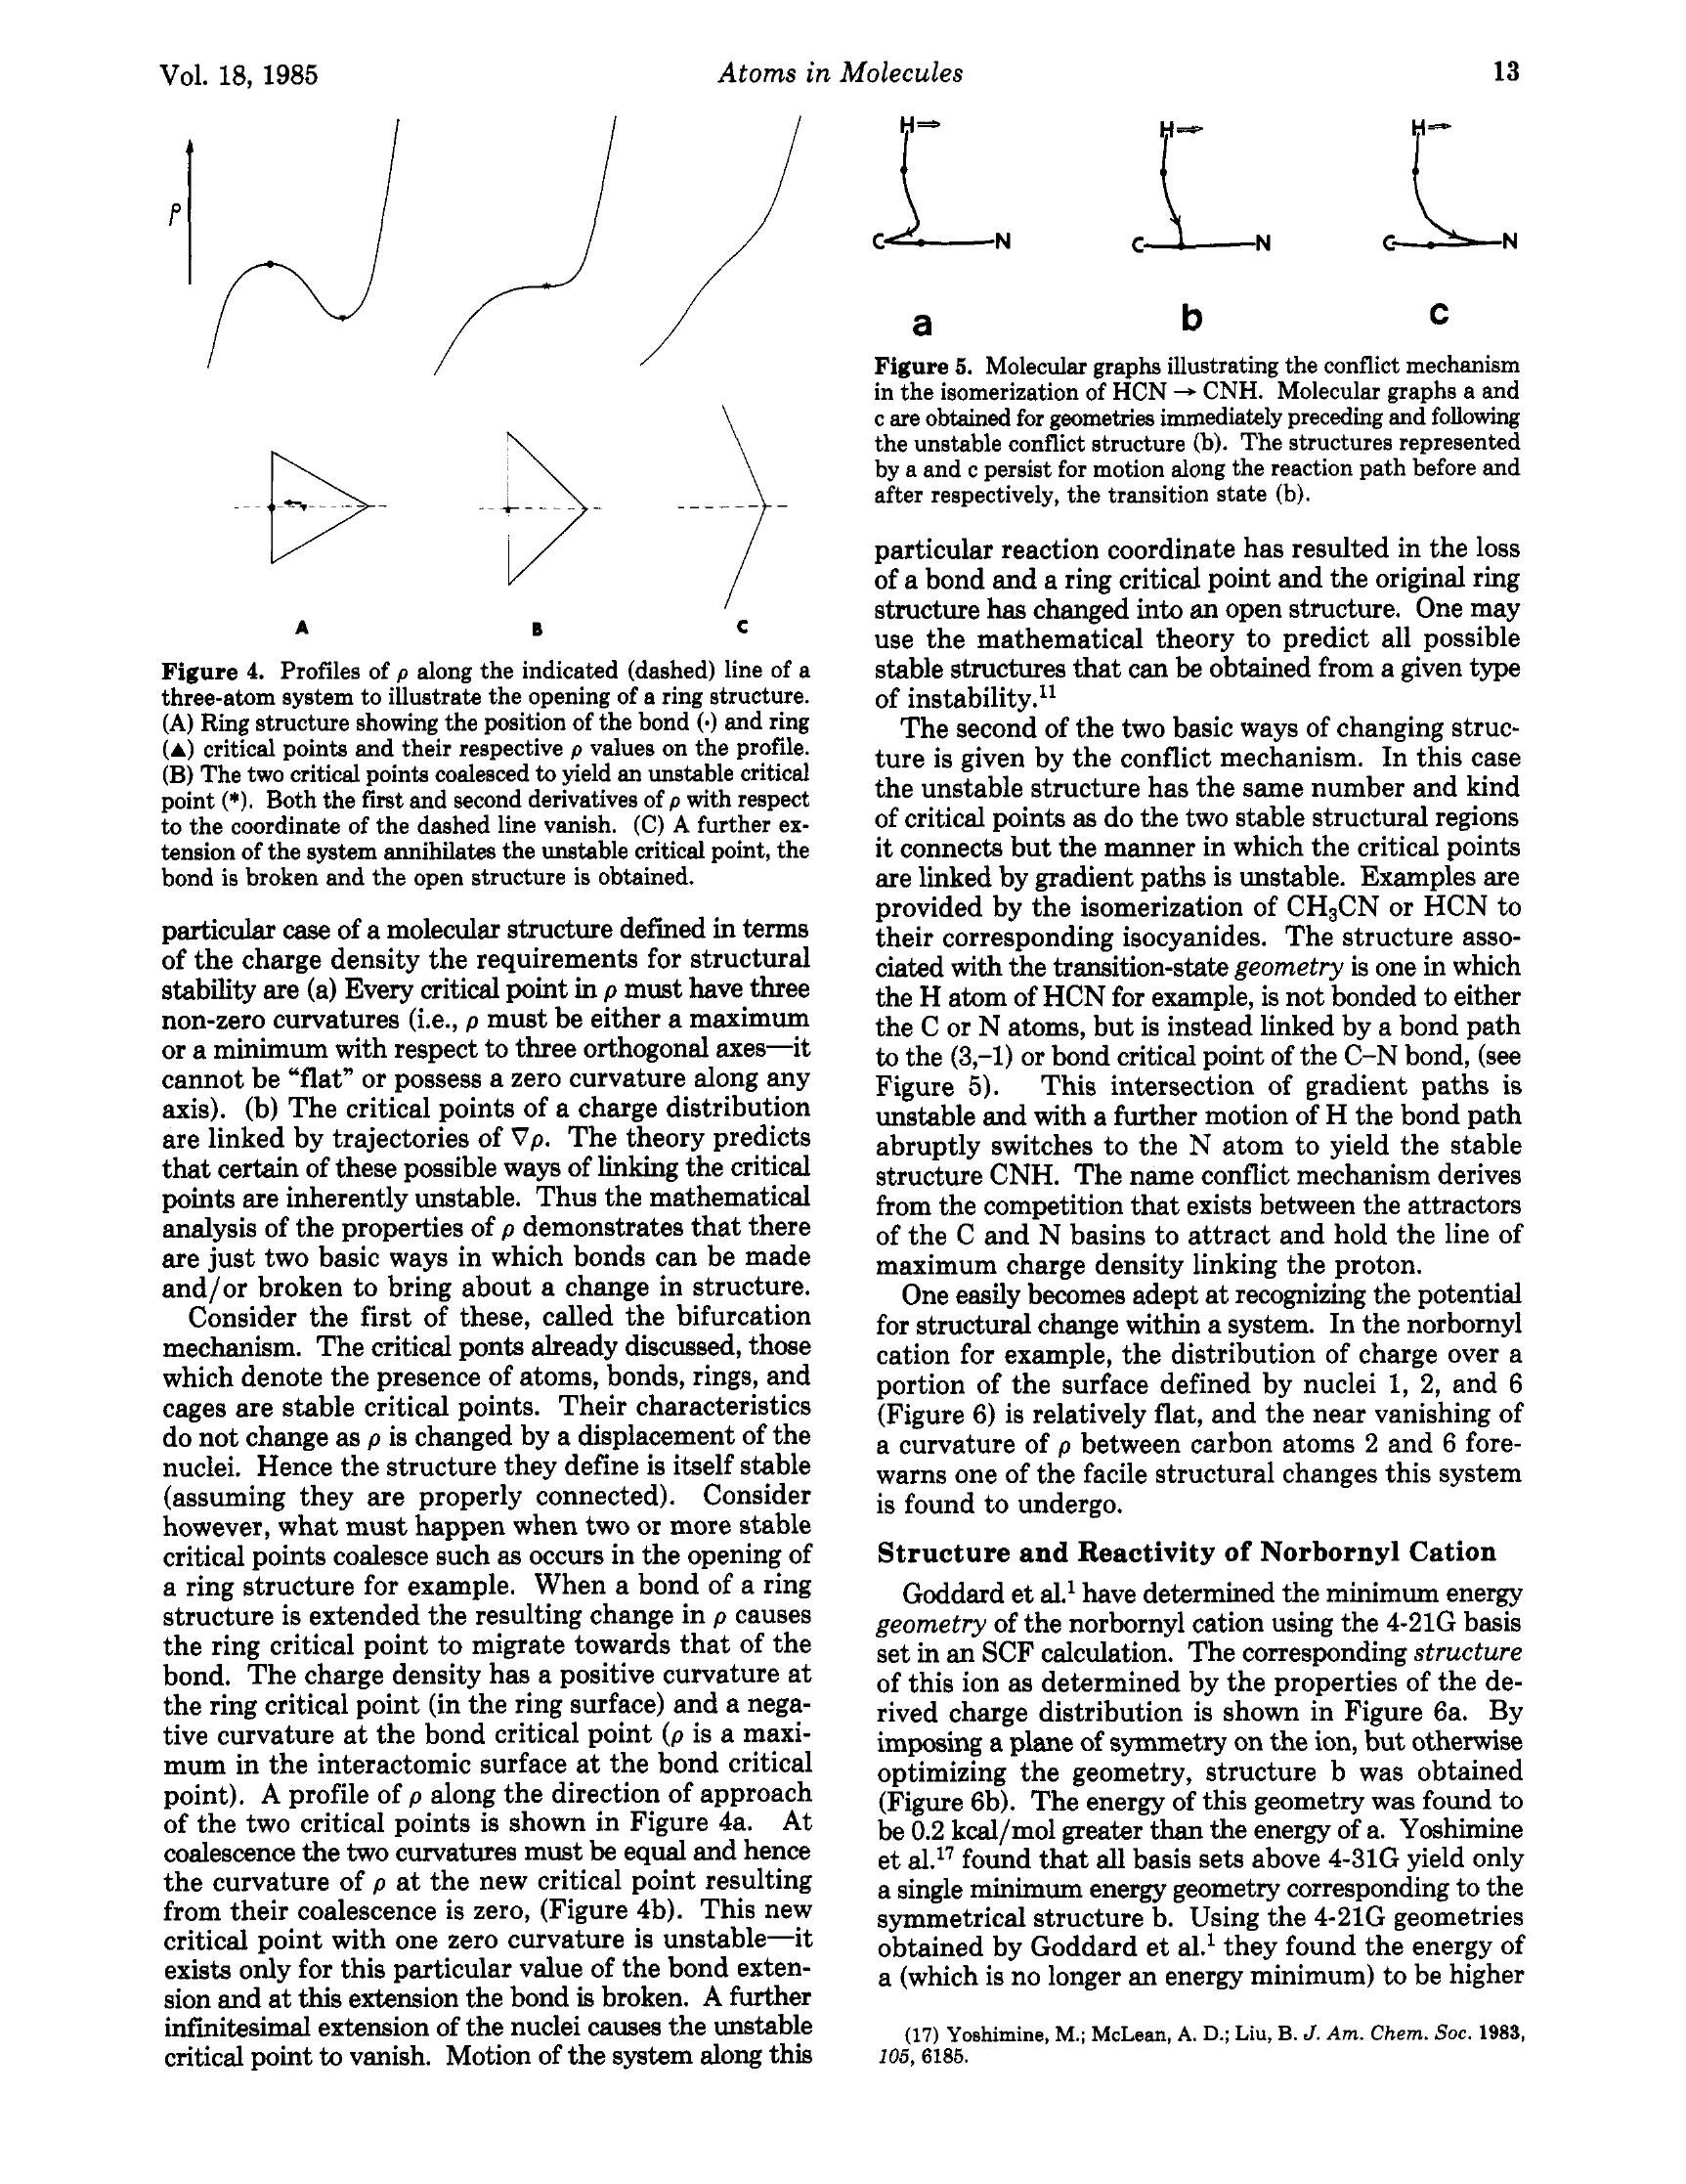 Vol. 18, 1985
Atoms in Molecules
13
ρ
A
B
C
Figure 4. Profiles of ρ along the indicated (dashed) line of a
three-atom system to illustrate the opening of a ring structure.
(A) Ring structure showing the position of the bond (·) and ring
(▲) critical points and their respective ρ values on the profile.
(B) The two critical points coalesced to yield an unstable critical
point (*). Both the first and second derivatives of ρ with respect
to the coordinate of the dashed line vanish. (C) A further ex-
tension of the system annihilates the unstable critical point, the
bond is broken and the open structure is obtained.
particular case of a molecular structure defined in terms
of the charge density the requirements for structural
stability are (a) Every critical point in ρ must have three
non-zero curvatures (i.e., ρ must be either a maximum
or a minimum with respect to three orthogonal axes—it
cannot be “flat” or possess a zero curvature along any
axis). (b) The critical points of a charge distribution
are linked by trajectories of ∇ρ. The theory predicts
that certain of these possible ways of linking the critical
points are inherently unstable. Thus the mathematical
analysis of the properties of ρ demonstrates that there
are just two basic ways in which bonds can be made
and/or broken to bring about a change in structure.
Consider the first of these, called the bifurcation
mechanism. The critical ponts already discussed, those
which denote the presence of atoms, bonds, rings, and
cages are stable critical points. Their characteristics
do not change as ρ is changed by a displacement of the
nuclei. Hence the structure they define is itself stable
(assuming they are properly connected). Consider
however, what must happen when two or more stable
critical points coalesce such as occurs in the opening of
a ring structure for example. When a bond of a ring
structure is extended the resulting change in ρ causes
the ring critical point to migrate towards that of the
bond. The charge density has a positive curvature at
the ring critical point (in the ring surface) and a nega-
tive curvature at the bond critical point (ρ is a maxi-
mum in the interactomic surface at the bond critical
point). A profile of ρ along the direction of approach
of the two critical points is shown in Figure 4a. At
coalescence the two curvatures must be equal and hence
the curvature of ρ at the new critical point resulting
from their coalescence is zero, (Figure 4b). This new
critical point with one zero curvature is unstable—it
exists only for this particular value of the bond exten-
sion and at this extension the bond is broken. A further
infinitesimal extension of the nuclei causes the unstable
critical point to vanish. Motion of the system along this
H⇒ H⇒ H⇒
C N C N C N
a b c
Figure 5. Molecular graphs illustrating the conflict mechanism
in the isomerization of HCN → CNH. Molecular graphs a and
c are obtained for geometries immediately preceding and following
the unstable conflict structure (b). The structures represented
by a and c persist for motion along the reaction path before and
after respectively, the transition state (b).
particular reaction coordinate has resulted in the loss
of a bond and a ring critical point and the original ring
structure has changed into an open structure. One may
use the mathematical theory to predict all possible
stable structures that can be obtained from a given type
of instability.¹¹
The second of the two basic ways of changing struc-
ture is given by the conflict mechanism. In this case
the unstable structure has the same number and kind
of critical points as do the two stable structural regions
it connects but the manner in which the critical points
are linked by gradient paths is unstable. Examples are
provided by the isomerization of CH₃CN or HCN to
their corresponding isocyanides. The structure asso-
ciated with the transition-state geometry is one in which
the H atom of HCN for example, is not bonded to either
the C or N atoms, but is instead linked by a bond path
to the (3,-1) or bond critical point of the C–N bond, (see
Figure 5). This intersection of gradient paths is
unstable and with a further motion of H the bond path
abruptly switches to the N atom to yield the stable
structure CNH. The name conflict mechanism derives
from the competition that exists between the attractors
of the C and N basins to attract and hold the line of
maximum charge density linking the proton.
One easily becomes adept at recognizing the potential
for structural change within a system. In the norbornyl
cation for example, the distribution of charge over a
portion of the surface defined by nuclei 1, 2, and 6
(Figure 6) is relatively flat, and the near vanishing of
a curvature of ρ between carbon atoms 2 and 6 fore-
warns one of the facile structural changes this system
is found to undergo.
Structure and Reactivity of Norbornyl Cation
Goddard et al.¹ have determined the minimum energy
geometry of the norbornyl cation using the 4-21G basis
set in an SCF calculation. The corresponding structure
of this ion as determined by the properties of the de-
rived charge distribution is shown in Figure 6a. By
imposing a plane of symmetry on the ion, but otherwise
optimizing the geometry, structure b was obtained
(Figure 6b). The energy of this geometry was found to
be 0.2 kcal/mol greater than the energy of a. Yoshimine
et al.¹⁷ found that all basis sets above 4-31G yield only
a single minimum energy geometry corresponding to the
symmetrical structure b. Using the 4-21G geometries
obtained by Goddard et al.¹ they found the energy of
a (which is no longer an energy minimum) to be higher
(17) Yoshimine, M.; McLean, A. D.; Liu, B. J. Am. Chem. Soc. 1983,
105, 6185.